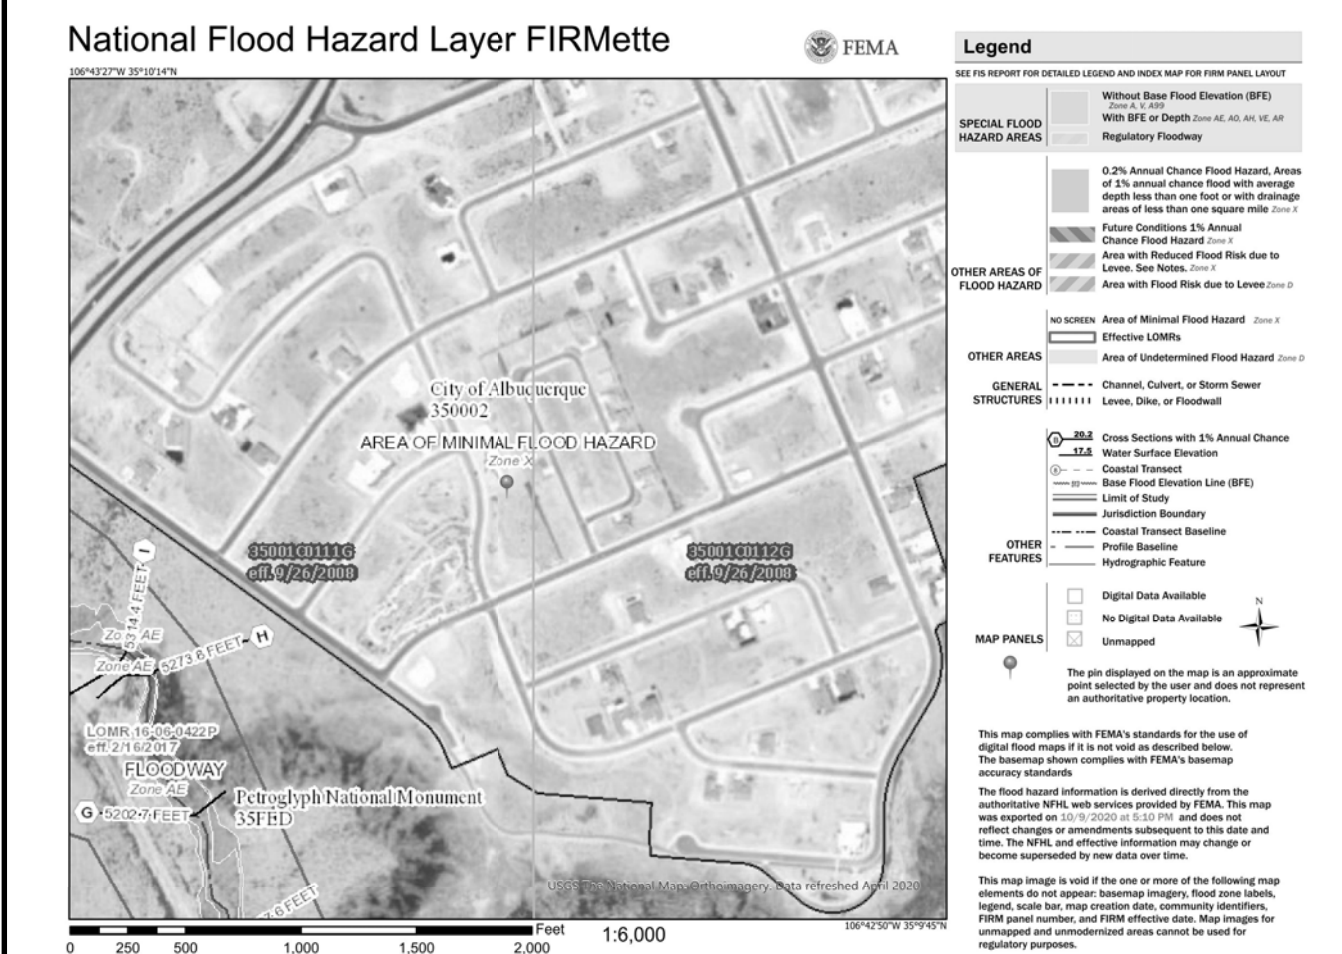 National Flood Hazard Layer FIRMette
FEMA
106°43'27"W 35°10'14"N
City of Albuquerque
350002
AREA OF MINIMAL FLOOD HAZARD
Zone X
35001C0111G
eff. 9/26/2008
35001C0112G
eff. 9/26/2008
I
5314.4 FEET
Zone AE
H
5273.8 FEET
Zone AE
LOMR 16-06-0422P
eff. 2/16/2017
FLOODWAY
Zone AE
G 5202.7 FEET
Petroglyph National Monument
35FED
7.6 FEET
USGS The National Map: Orthoimagery. Data refreshed April 2020
106°42'50"W 35°9'45"N
0 250 500 1,000 1,500 2,000
Feet
1:6,000
Legend
SEE FIS REPORT FOR DETAILED LEGEND AND INDEX MAP FOR FIRM PANEL LAYOUT
SPECIAL FLOOD
HAZARD AREAS
Without Base Flood Elevation (BFE)
Zone A, V, A99
With BFE or Depth Zone AE, AO, AH, VE, AR
Regulatory Floodway
OTHER AREAS OF
FLOOD HAZARD
0.2% Annual Chance Flood Hazard, Areas
of 1% annual chance flood with average
depth less than one foot or with drainage
areas of less than one square mile Zone X
Future Conditions 1% Annual
Chance Flood Hazard Zone X
Area with Reduced Flood Risk due to
Levee. See Notes. Zone X
Area with Flood Risk due to Levee Zone D
OTHER AREAS
NO SCREEN Area of Minimal Flood Hazard Zone X
Effective LOMRs
Area of Undetermined Flood Hazard Zone D
GENERAL
STRUCTURES
Channel, Culvert, or Storm Sewer
Levee, Dike, or Floodwall
OTHER
FEATURES
B 20.2 Cross Sections with 1% Annual Chance
17.5 Water Surface Elevation
8 Coastal Transect
513 Base Flood Elevation Line (BFE)
Limit of Study
Jurisdiction Boundary
Coastal Transect Baseline
Profile Baseline
Hydrographic Feature
MAP PANELS
Digital Data Available
No Digital Data Available
Unmapped
N
The pin displayed on the map is an approximate
point selected by the user and does not represent
an authoritative property location.
This map complies with FEMA's standards for the use of
digital flood maps if it is not void as described below.
The basemap shown complies with FEMA's basemap
accuracy standards
The flood hazard information is derived directly from the
authoritative NFHL web services provided by FEMA. This map
was exported on 10/9/2020 at 5:10 PM and does not
reflect changes or amendments subsequent to this date and
time. The NFHL and effective information may change or
become superseded by new data over time.
This map image is void if the one or more of the following map
elements do not appear: basemap imagery, flood zone labels,
legend, scale bar, map creation date, community identifiers,
FIRM panel number, and FIRM effective date. Map images for
unmapped and unmodernized areas cannot be used for
regulatory purposes.